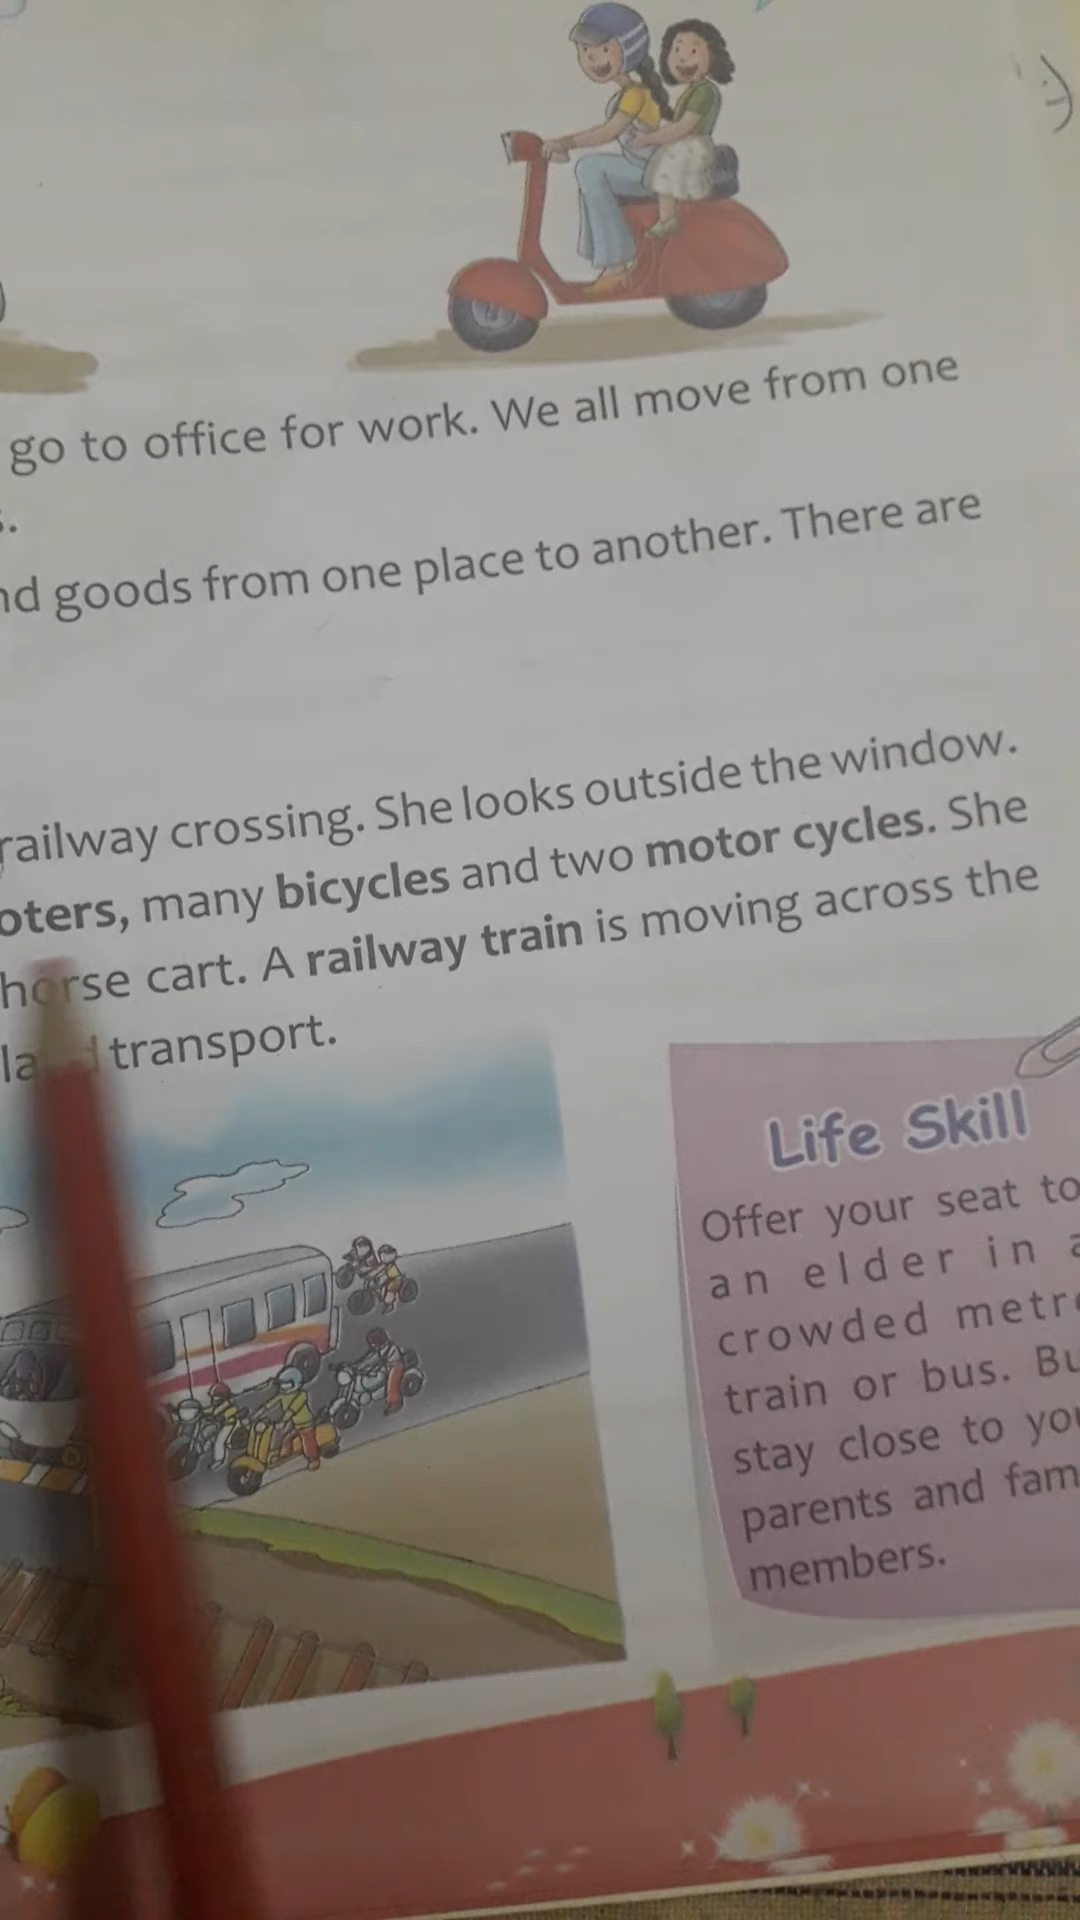 go to office for work. We all move from one
s.
nd goods from one place to another. There are
railway crossing. She looks outside the window.
oters, many bicycles and two motor cycles. She
horse cart. A railway train is moving across the
transport.
Life Skill
Offer your seat to
an elder in a
crowded metr
train or bus. Bu
stay close to you
parents and fam
members.